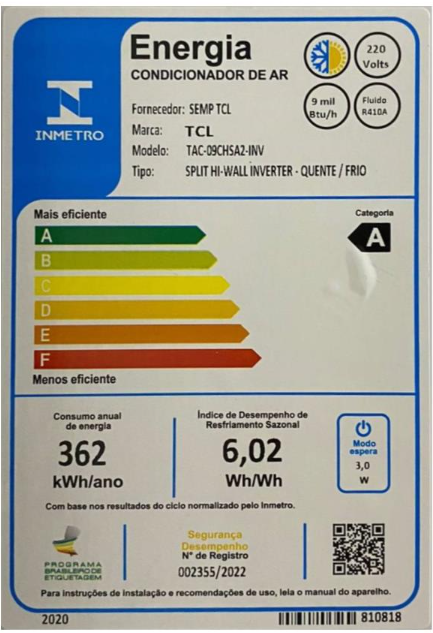 Energia
CONDICIONADOR DE AR
220
Volts
9 mil
Btu/h
Fluido
R410A
INMETRO
Fornecedor: SEMP TCL
Marca: TCL
Modelo: TAC-09CHSA2-INV
Tipo: SPLIT HI-WALL INVERTER - QUENTE / FRIO
Mais eficiente
Categoria
A
A
B
C
D
E
F
Menos eficiente
Consumo anual
de energia
362
kWh/ano
Índice de Desempenho de
Resfriamento Sazonal
6,02
Wh/Wh
Modo
espera
3,0
W
Com base nos resultados do ciclo normalizado pelo Inmetro.
PROGRAMA
BRASILEIRO DE
ETIQUETAGEM
Segurança
Desempenho
N° de Registro
002355/2022
Para instruções de instalação e recomendações de uso, leia o manual do aparelho.
2020
810818